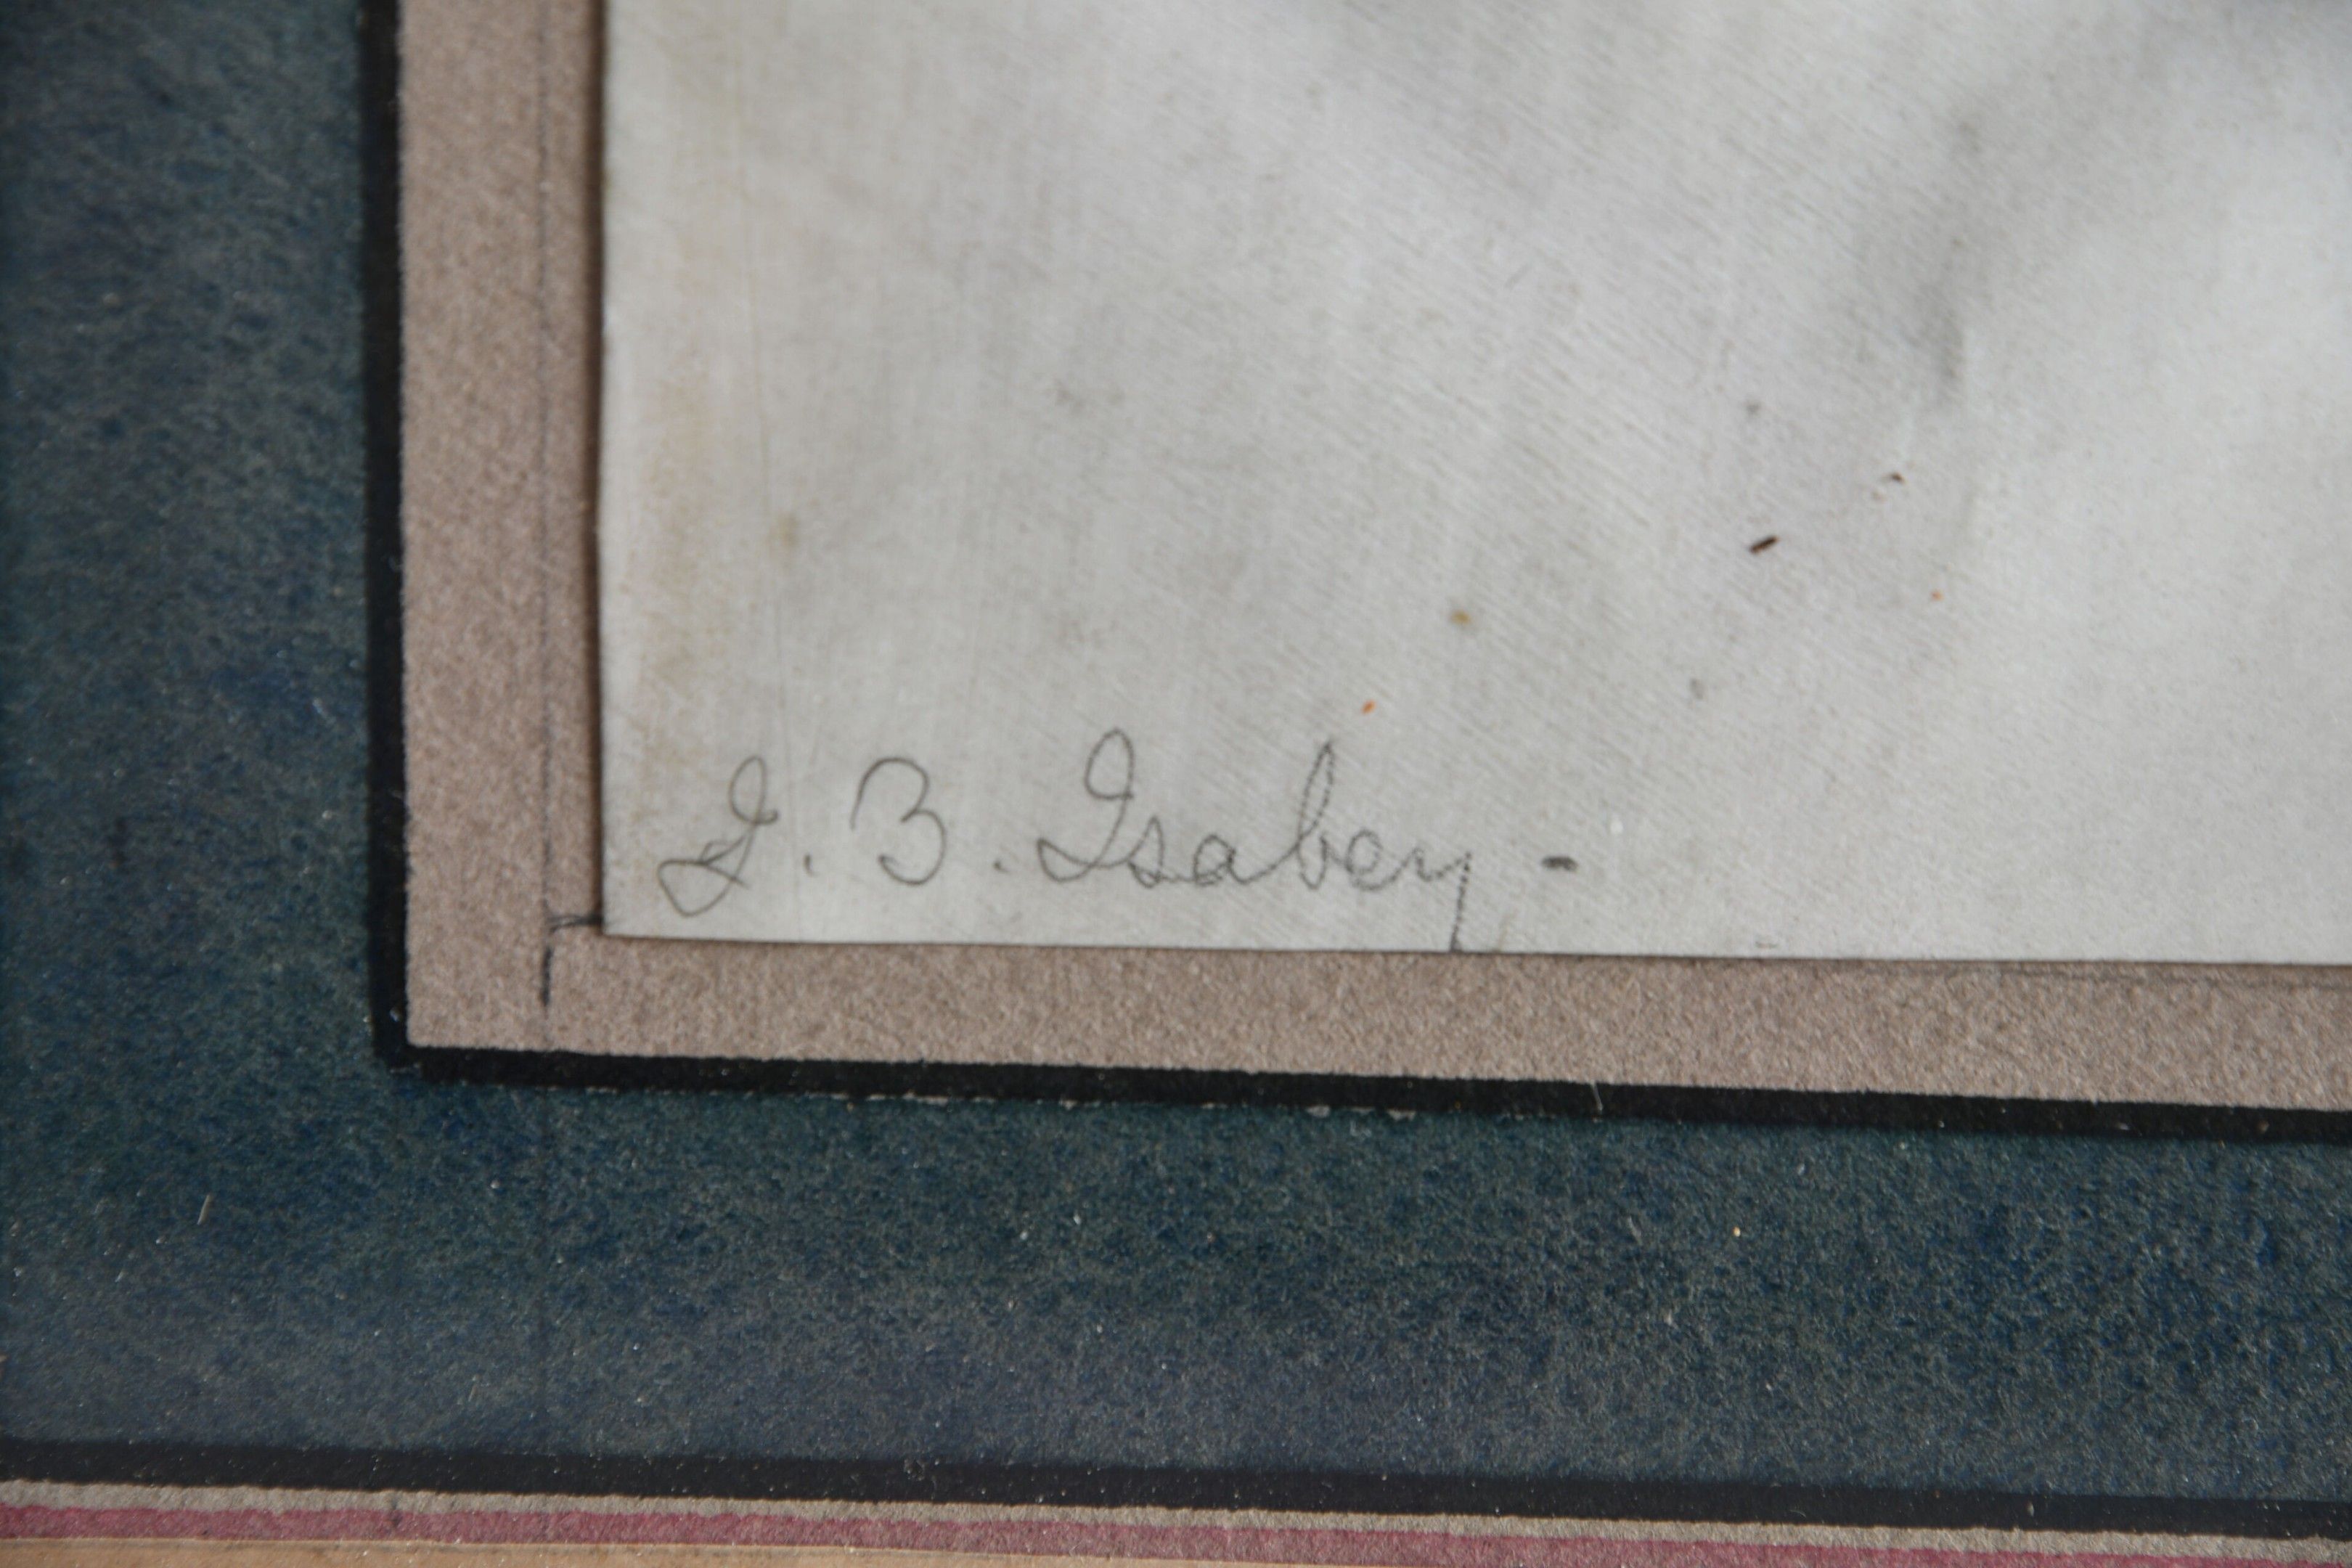 J. B. Isabey -